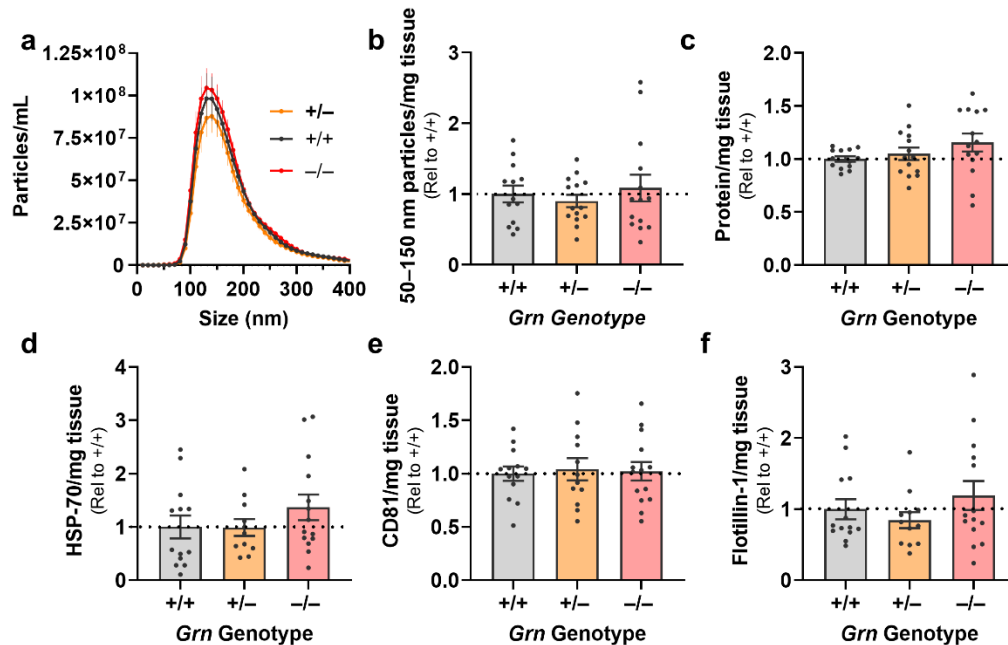 a
1.25×10⁸
1×10⁸
7.5×10⁷
5×10⁷
2.5×10⁷
0
Particles/mL
0 100 200 300 400
Size (nm)
+/–
+/+
–/–
b
50–150 nm particles/mg tissue
(Rel to +/+)
3
2
1
0
+/+ +/– –/–
Grn Genotype
c
Protein/mg tissue
(Rel to +/+)
2.0
1.5
1.0
0.5
0.0
+/+ +/– –/–
Grn Genotype
d
HSP-70/mg tissue
(Rel to +/+)
4
3
2
1
0
+/+ +/– –/–
Grn Genotype
e
CD81/mg tissue
(Rel to +/+)
2.0
1.5
1.0
0.5
0.0
+/+ +/– –/–
Grn Genotype
f
Flotillin-1/mg tissue
(Rel to +/+)
3
2
1
0
+/+ +/– –/–
Grn Genotype